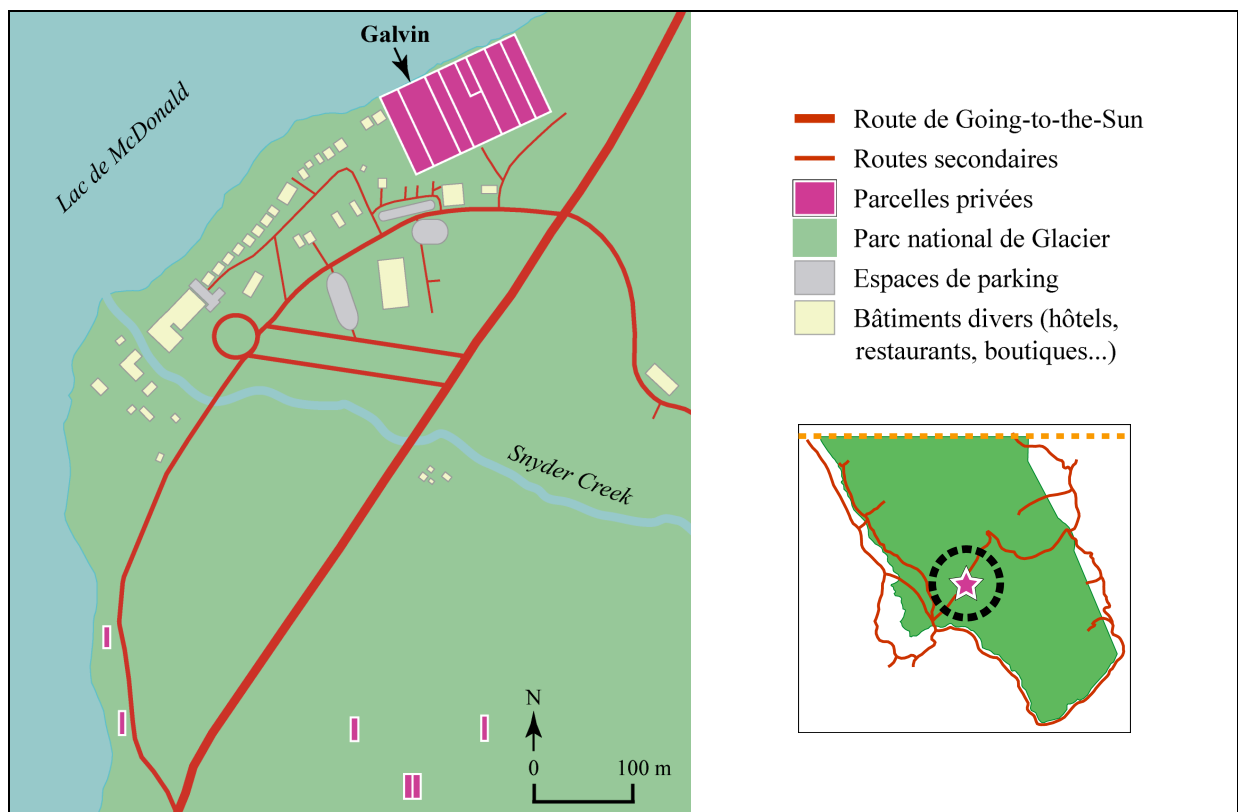 Galvin
Lac de McDonald
Snyder Creek
N
0 100 m
Route de Going-to-the-Sun
Routes secondaires
Parcelles privées
Parc national de Glacier
Espaces de parking
Bâtiments divers (hôtels,
restaurants, boutiques...)